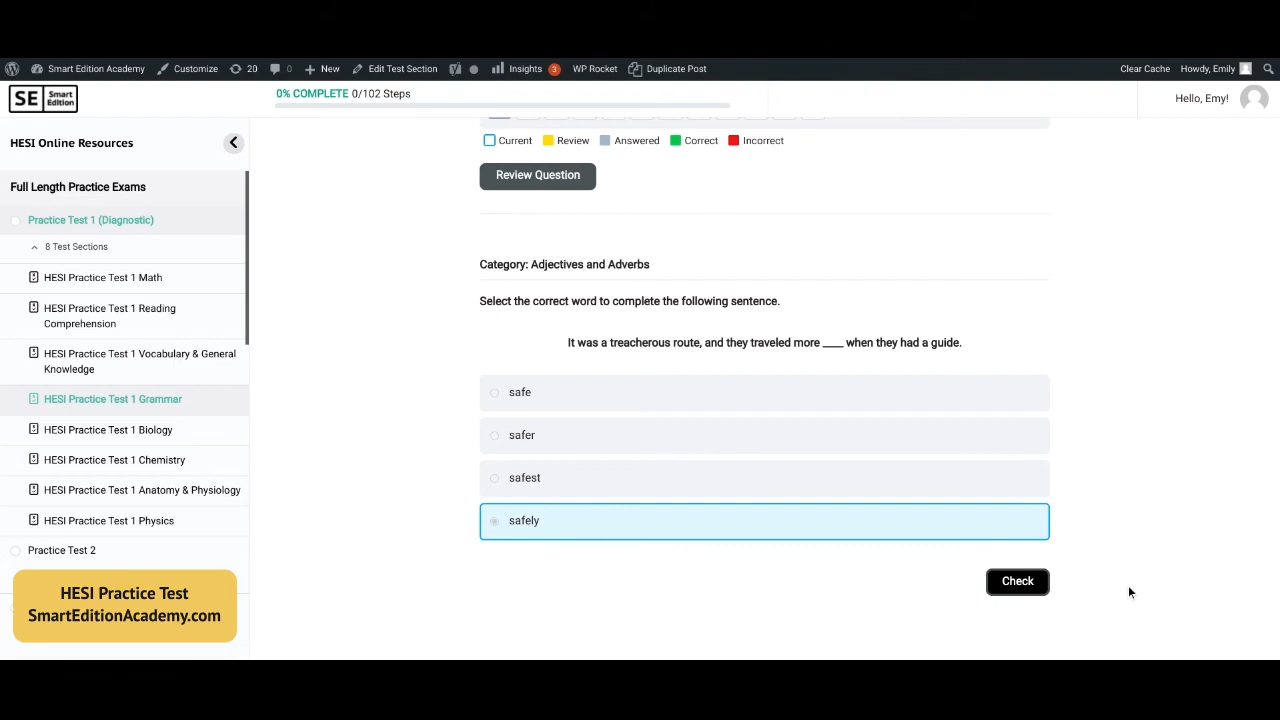 Smart Edition Academy Customize 20 0 New Edit Test Section Insights 3 WP Rocket Duplicate Post Clear Cache Howdy, Emily
SE Smart Edition
0% COMPLETE 0/102 Steps
Hello, Emy!
HESI Online Resources
Full Length Practice Exams
Practice Test 1 (Diagnostic)
8 Test Sections
HESI Practice Test 1 Math
HESI Practice Test 1 Reading
Comprehension
HESI Practice Test 1 Vocabulary & General
Knowledge
HESI Practice Test 1 Grammar
HESI Practice Test 1 Biology
HESI Practice Test 1 Chemistry
HESI Practice Test 1 Anatomy & Physiology
HESI Practice Test 1 Physics
Practice Test 2
HESI Practice Test
SmartEditionAcademy.com
Current Review Answered Correct Incorrect
Review Question
Category: Adjectives and Adverbs
Select the correct word to complete the following sentence.
It was a treacherous route, and they traveled more ____ when they had a guide.
safe
safer
safest
safely
Check